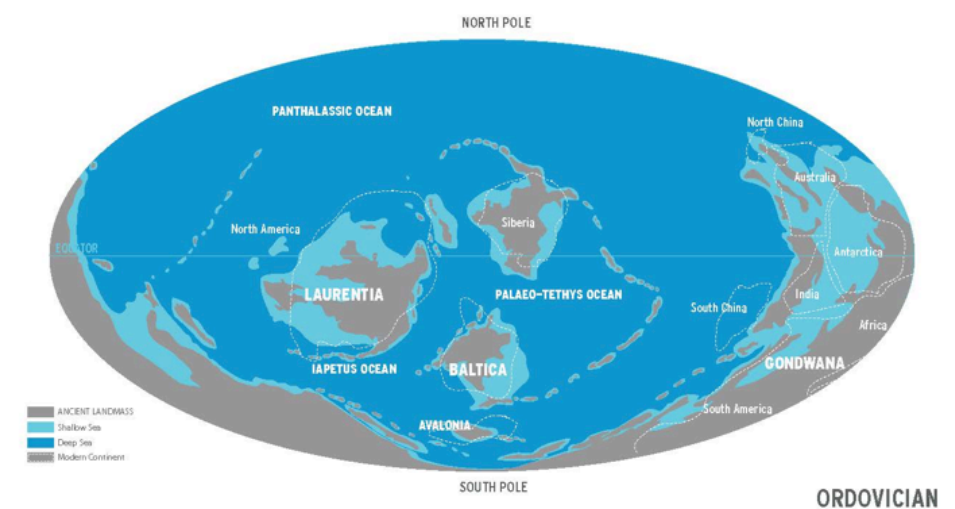 NORTH POLE
PANTHALASSIC OCEAN
North China
Australia
Siberia
North America
EQUATOR
Antarctica
LAURENTIA
PALAEO-TETHYS OCEAN
India
South China
Africa
IAPETUS OCEAN
BALTICA
GONDWANA
South America
AVALONIA
ANCIENT LANDMASS
Shallow Sea
Deep Sea
Modern Continent
SOUTH POLE
ORDOVICIAN